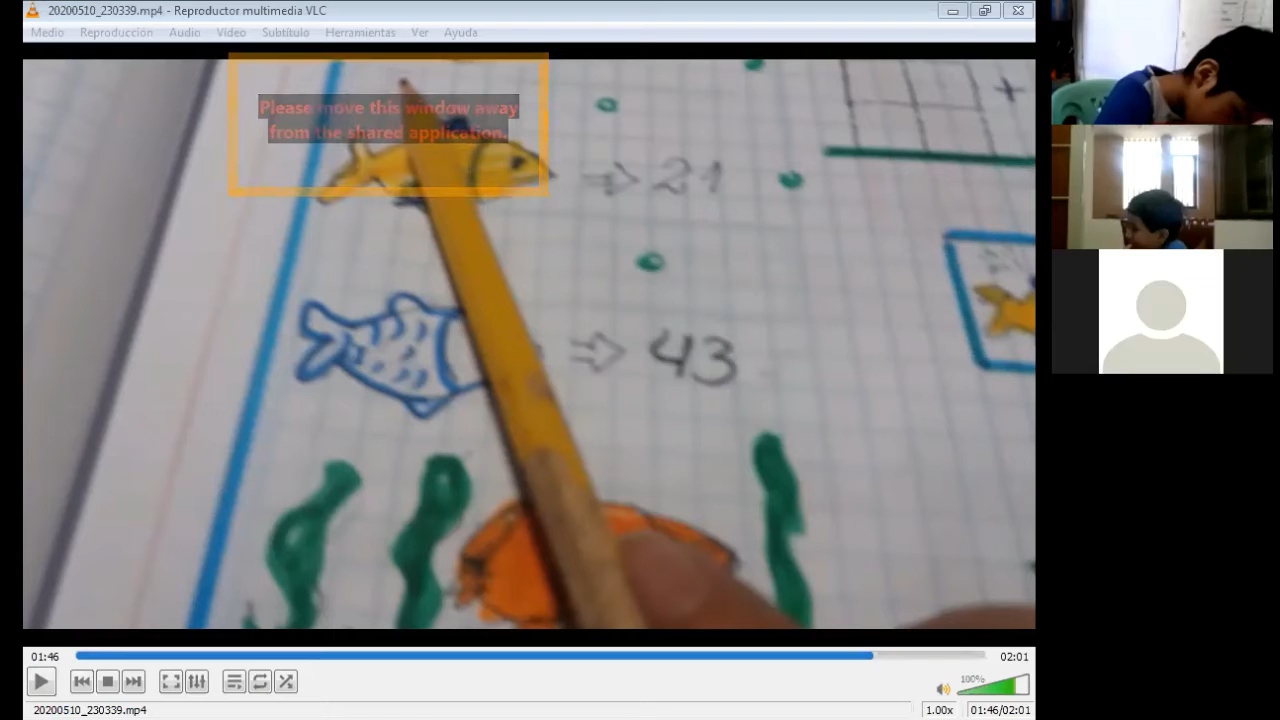 20200510_230339.mp4 - Reproductor multimedia VLC
Medio Reproducción Audio Vídeo Subtítulo Herramientas Ver Ayuda
Please move this window away
from the shared application.
+
⇒ 21
⇒ 43
01:46 02:01
100%
20200510_230339.mp4 1.00x 01:46/02:01